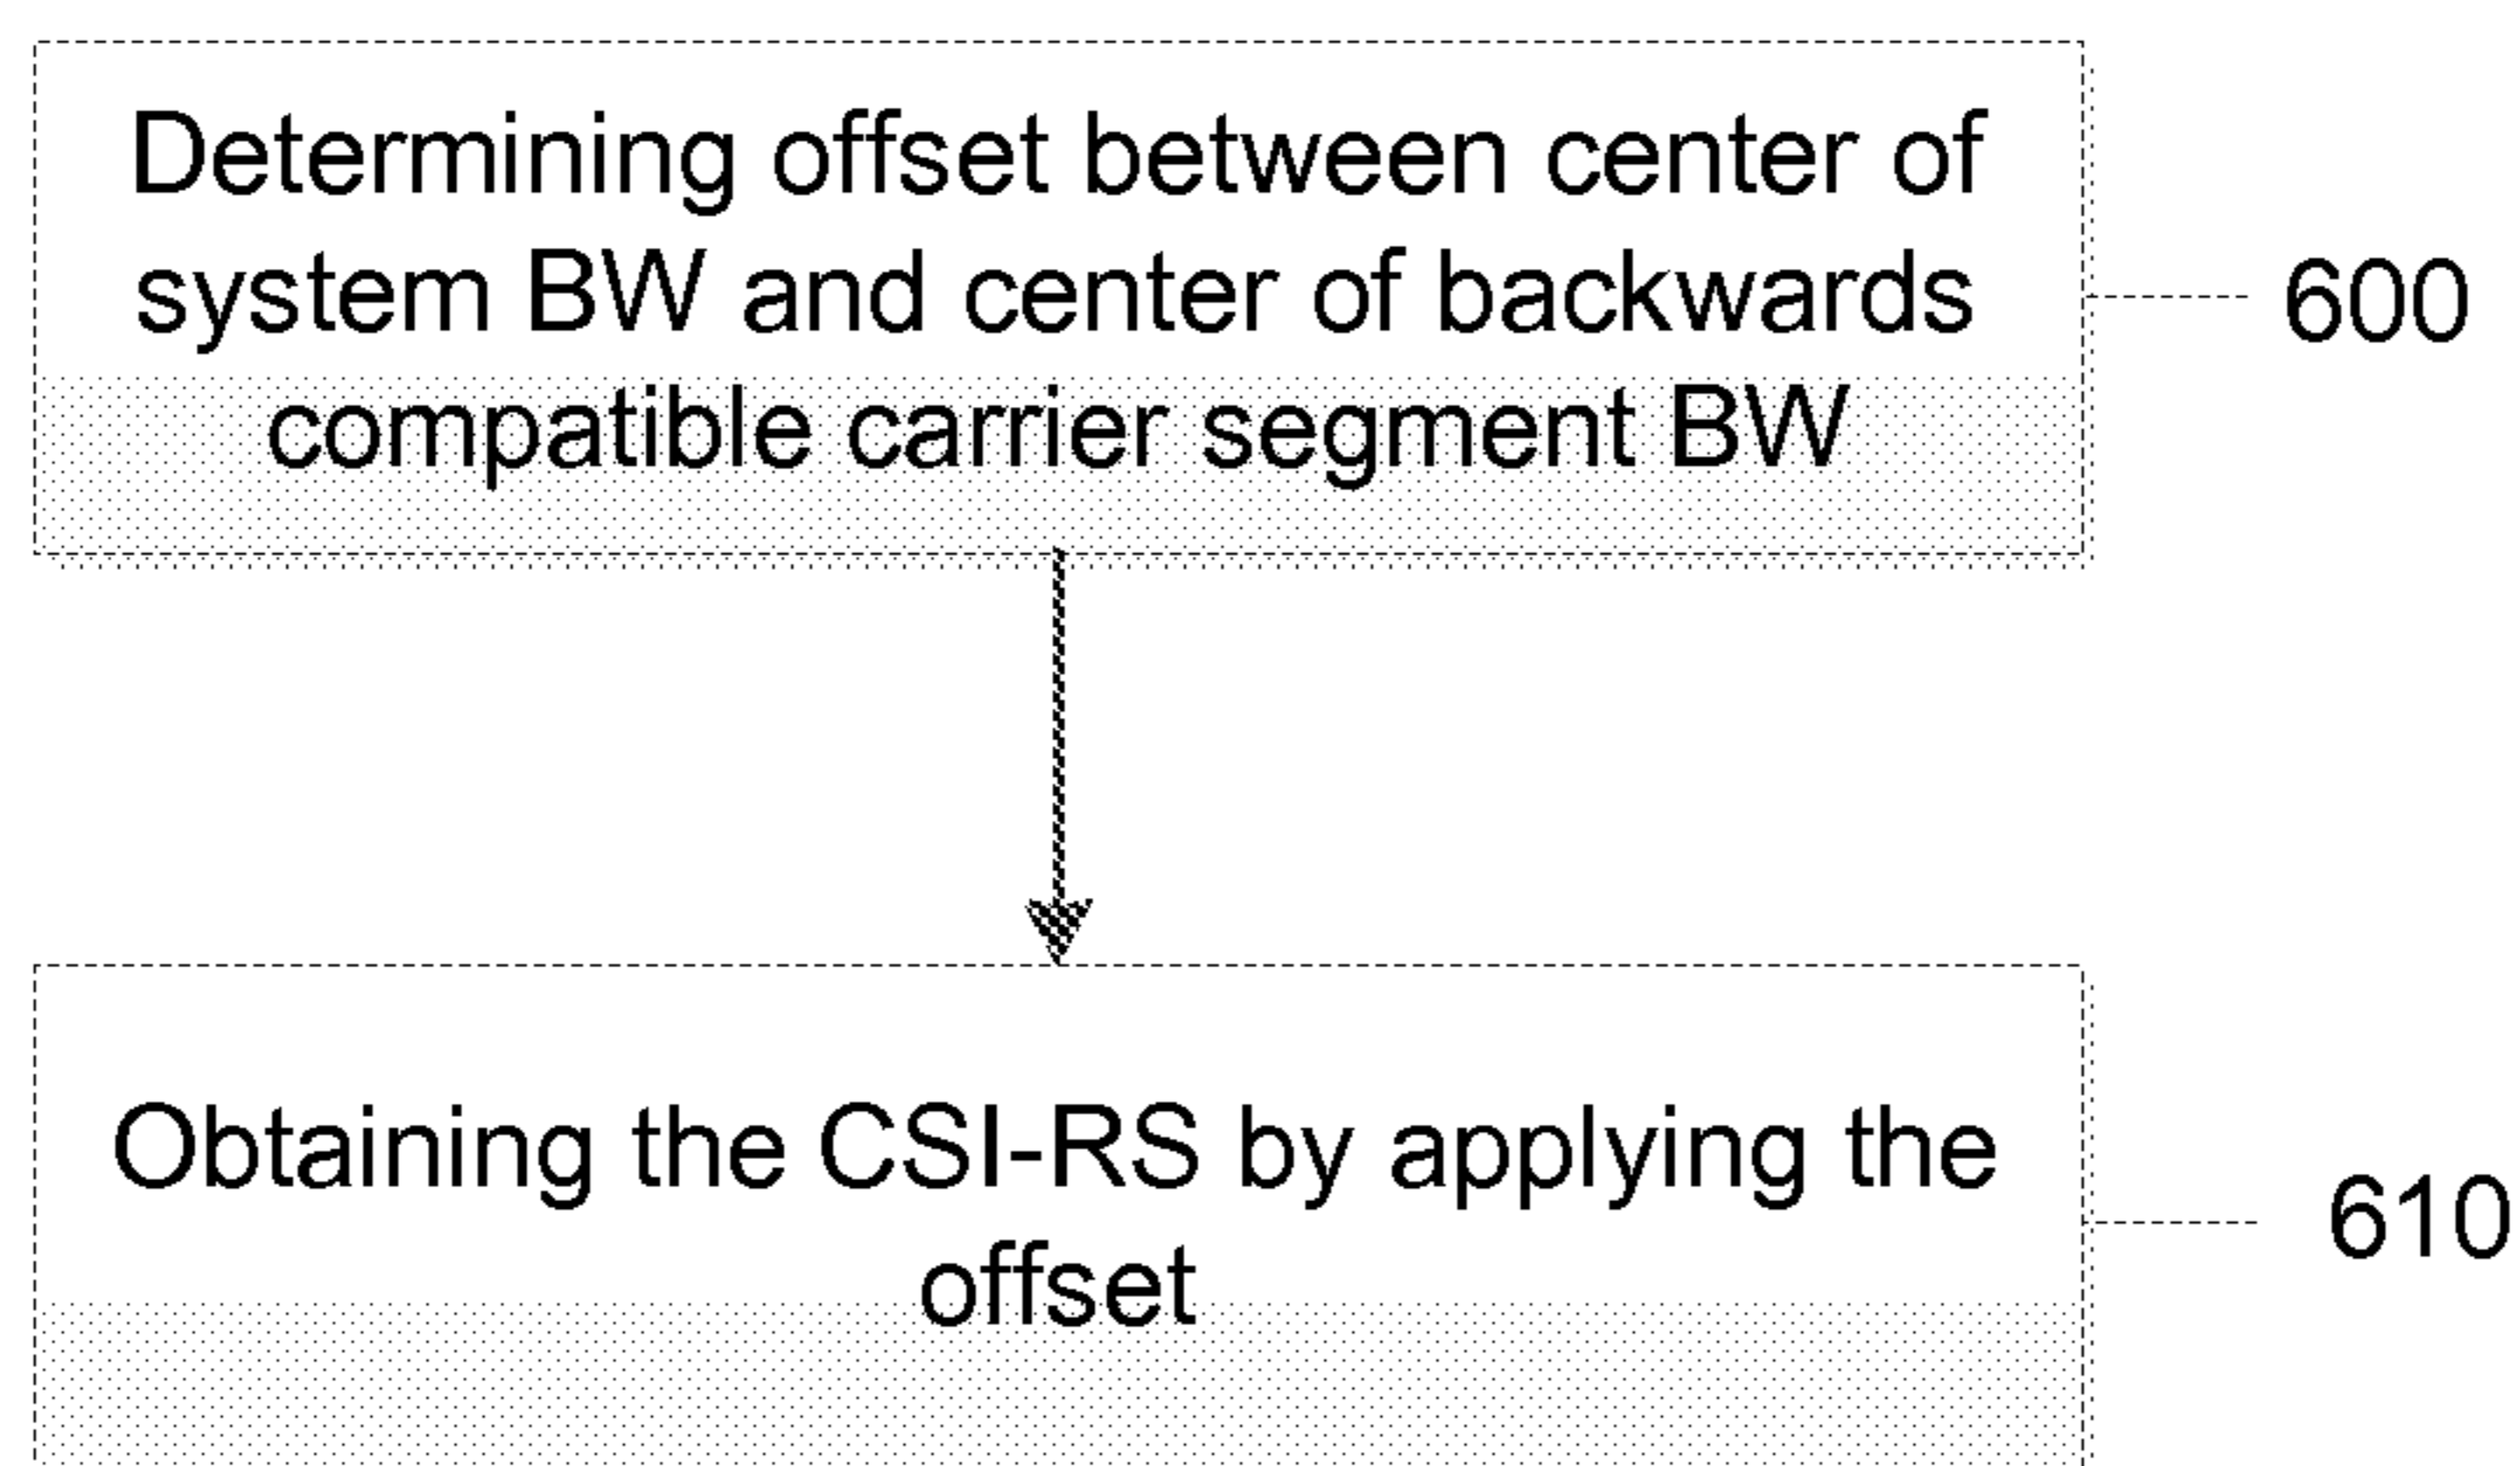 Determining offset between center of
system BW and center of backwards
compatible carrier segment BW
600
Obtaining the CSI-RS by applying the
offset
610